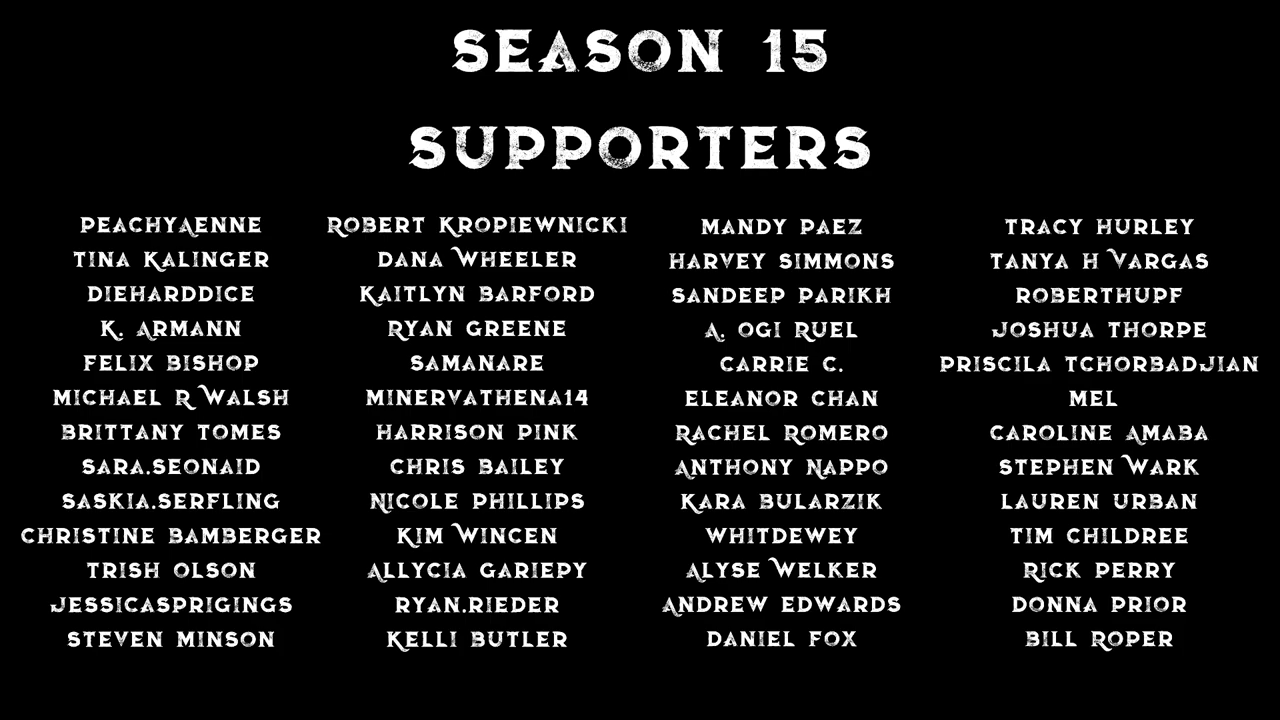 SEASON 15
SUPPORTERS
PEACHYAENNE
TINA KALINGER
DIEHARDDICE
K. ARMANN
FELIX BISHOP
MICHAEL R WALSH
BRITTANY TOMES
SARA.SEONAID
SASKIA.SERFLING
CHRISTINE BAMBERGER
TRISH OLSON
JESSICASPRIGINGS
STEVEN MINSON
ROBERT KROPIEWNICKI
DANA WHEELER
KAITLYN BARFORD
RYAN GREENE
SAMANARE
MINERVATHENA14
HARRISON PINK
CHRIS BAILEY
NICOLE PHILLIPS
KIM WINCEN
ALLYCIA GARIEPY
RYAN.RIEDER
KELLI BUTLER
MANDY PAEZ
HARVEY SIMMONS
SANDEEP PARIKH
A. OGI RUEL
CARRIE C.
ELEANOR CHAN
RACHEL ROMERO
ANTHONY NAPPO
KARA BULARZIK
WHITDEWEY
ALYSE WELKER
ANDREW EDWARDS
DANIEL FOX
TRACY HURLEY
TANYA H VARGAS
ROBERTHUPF
JOSHUA THORPE
PRISCILA TCHORBADJIAN
MEL
CAROLINE AMABA
STEPHEN WARK
LAUREN URBAN
TIM CHILDREE
RICK PERRY
DONNA PRIOR
BILL ROPER